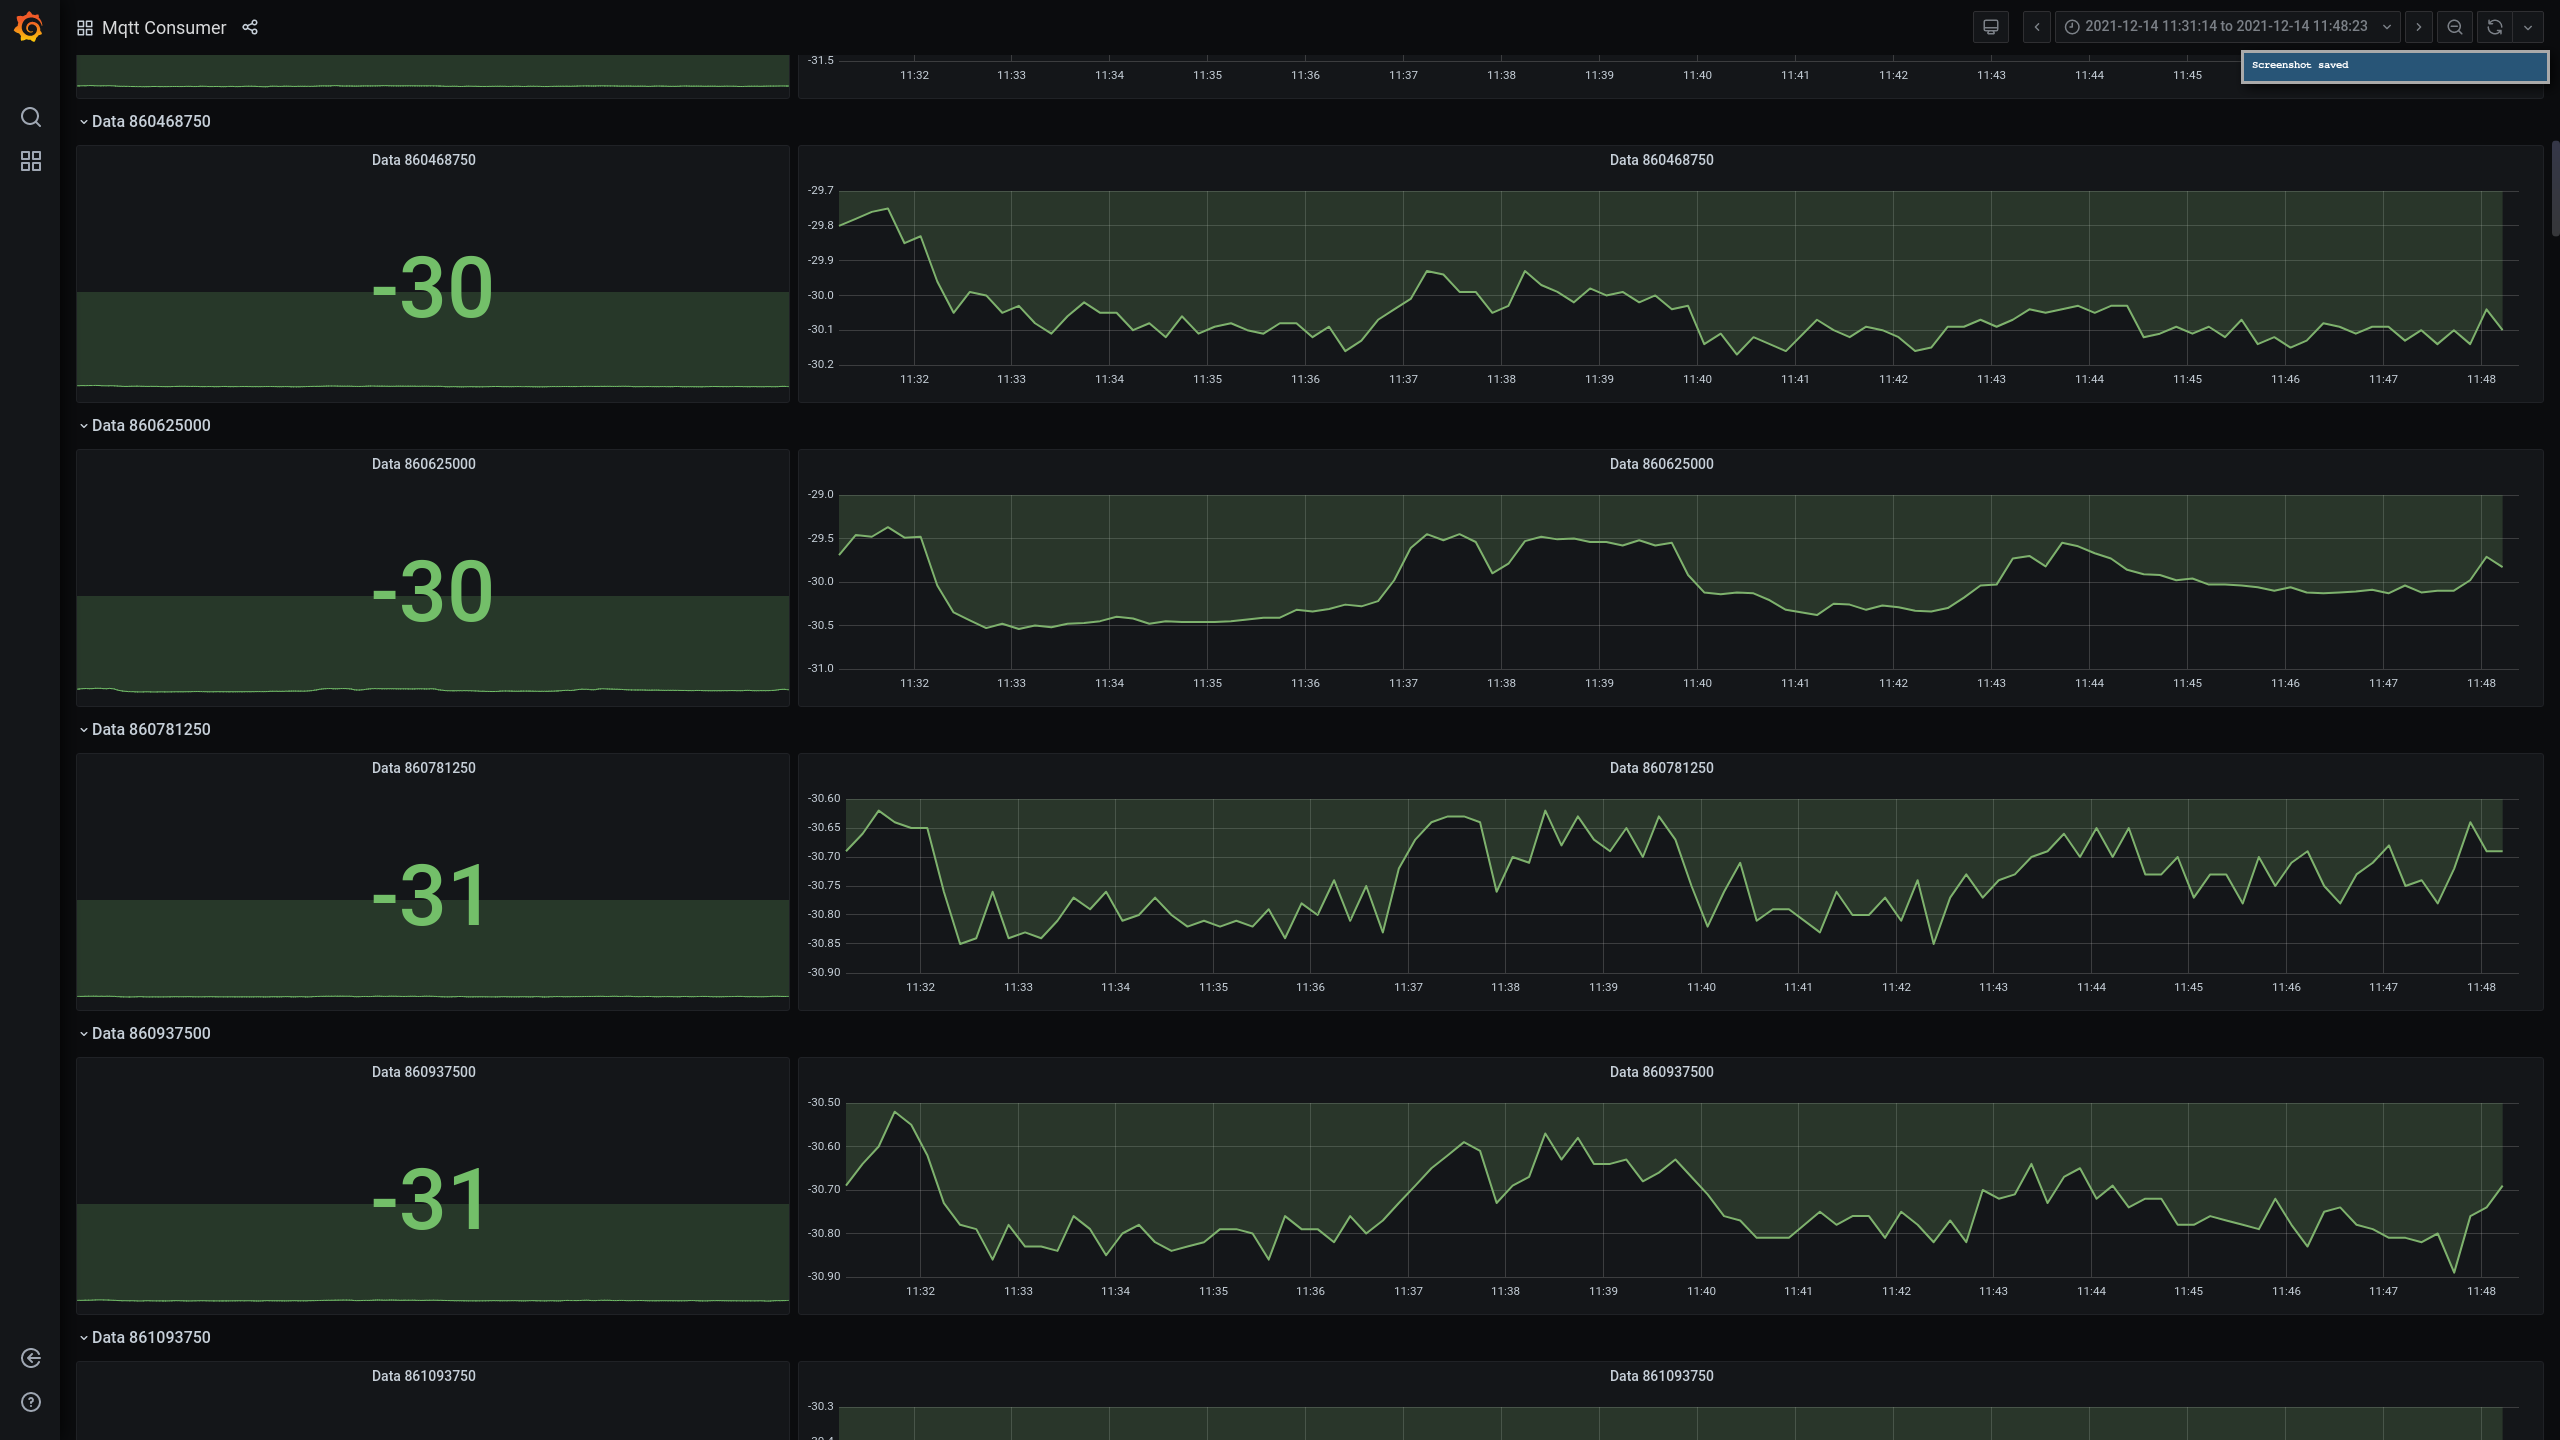 Mqtt Consumer
2021-12-14 11:31:14 to 2021-12-14 11:48:23
Screenshot saved
-31.5
11:32 11:33 11:34 11:35 11:36 11:37 11:38 11:39 11:40 11:41 11:42 11:43 11:44 11:45
Data 860468750
Data 860468750
-30
Data 860468750
-29.7
-29.8
-29.9
-30.0
-30.1
-30.2
11:32 11:33 11:34 11:35 11:36 11:37 11:38 11:39 11:40 11:41 11:42 11:43 11:44 11:45 11:46 11:47 11:48
Data 860625000
Data 860625000
-30
Data 860625000
-29.0
-29.5
-30.0
-30.5
-31.0
11:32 11:33 11:34 11:35 11:36 11:37 11:38 11:39 11:40 11:41 11:42 11:43 11:44 11:45 11:46 11:47 11:48
Data 860781250
Data 860781250
-31
Data 860781250
-30.60
-30.65
-30.70
-30.75
-30.80
-30.85
-30.90
11:32 11:33 11:34 11:35 11:36 11:37 11:38 11:39 11:40 11:41 11:42 11:43 11:44 11:45 11:46 11:47 11:48
Data 860937500
Data 860937500
-31
Data 860937500
-30.50
-30.60
-30.70
-30.80
-30.90
11:32 11:33 11:34 11:35 11:36 11:37 11:38 11:39 11:40 11:41 11:42 11:43 11:44 11:45 11:46 11:47 11:48
Data 861093750
Data 861093750
Data 861093750
-30.3